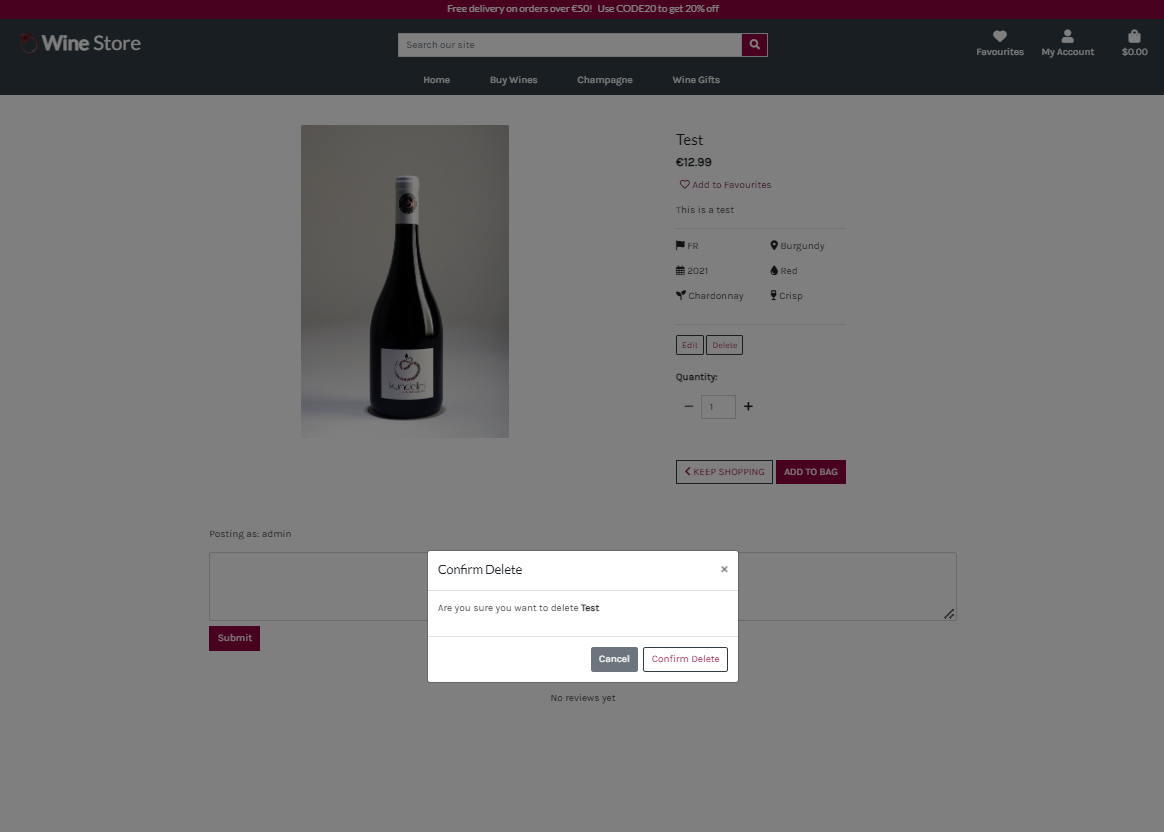 Free delivery on orders over €50! Use CODE20 to get 20% off
Wine Store
Search our site
Favourites
My Account
$0.00
Home
Buy Wines
Champagne
Wine Gifts
Test
€12.99
Add to Favourites
This is a test
FR
Burgundy
2021
Red
Chardonnay
Crisp
Edit
Delete
Quantity:
1
KEEP SHOPPING
ADD TO BAG
Posting as: admin
Submit
Confirm Delete
×
Are you sure you want to delete Test
Cancel
Confirm Delete
No reviews yet